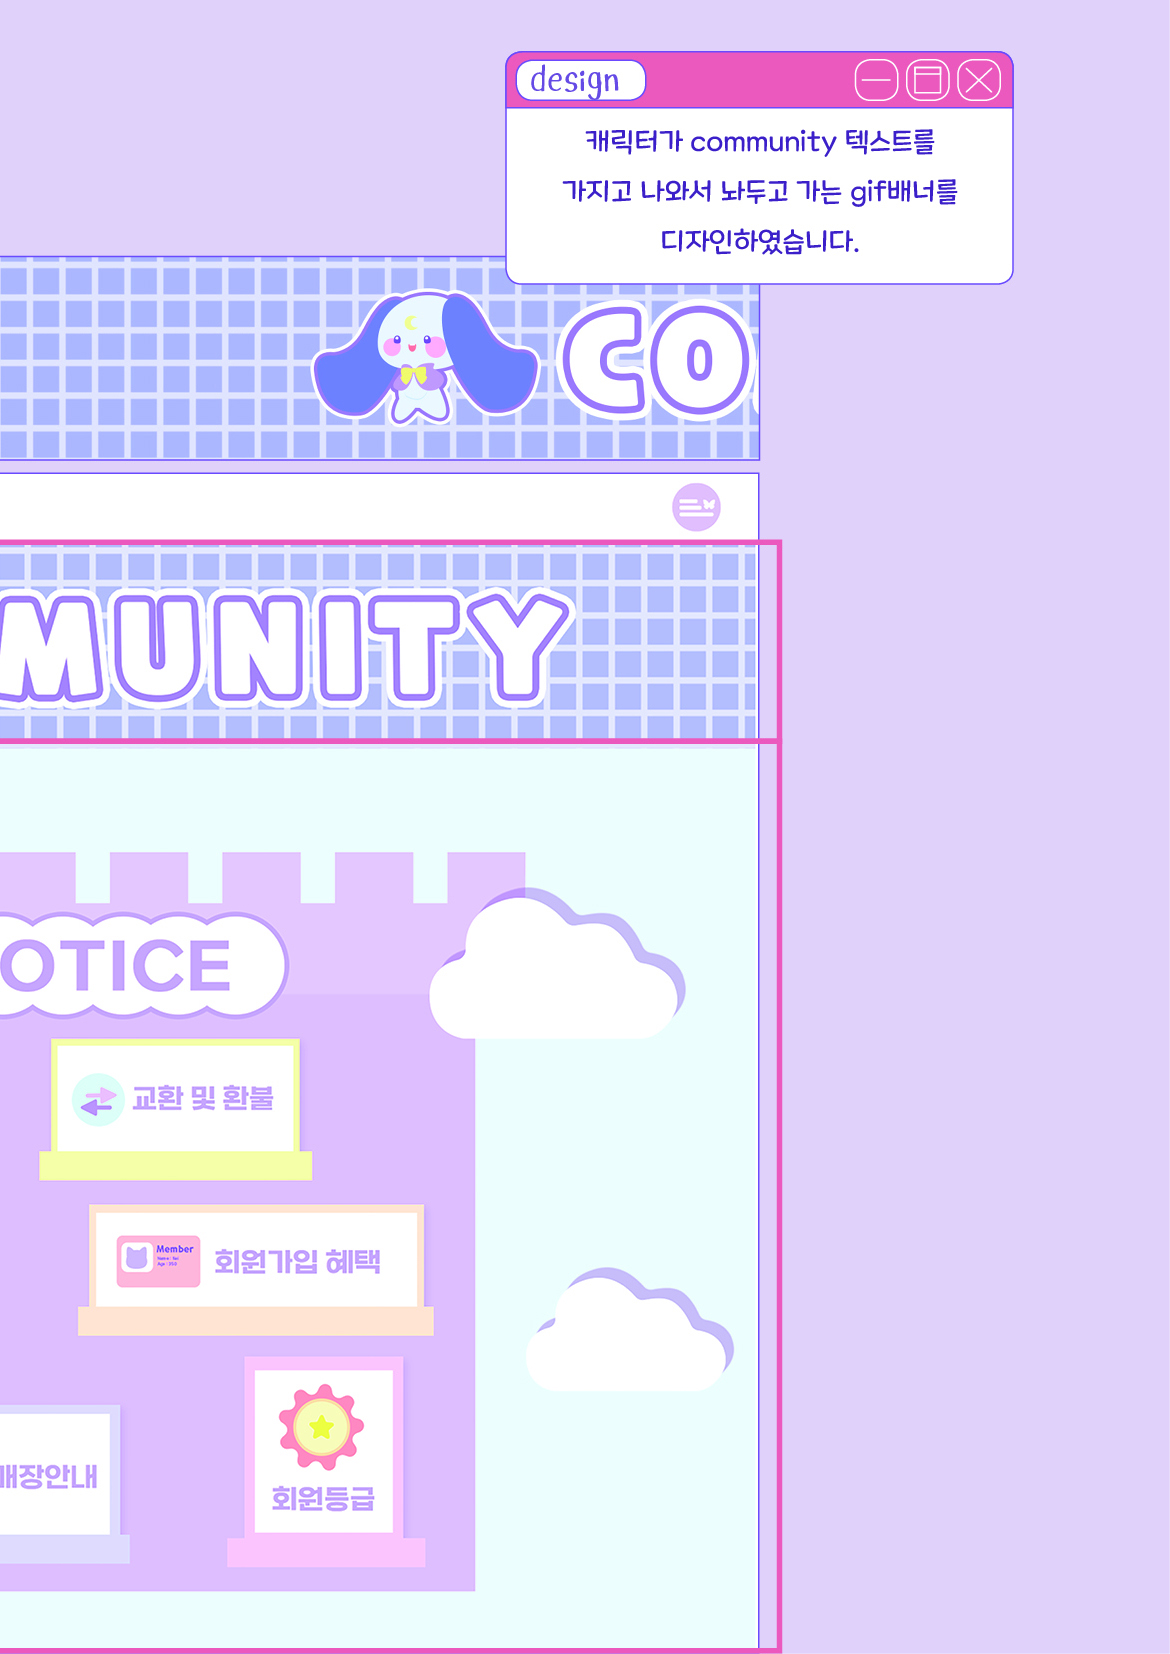 design
캐릭터가 community 텍스트를
가지고 나와서 놔두고 가는 gif배너를
디자인하였습니다.
CO
MUNITY
OTICE
교환 및 환불
Member
Name : Rei
회원가입 혜택
매장안내
회원등급